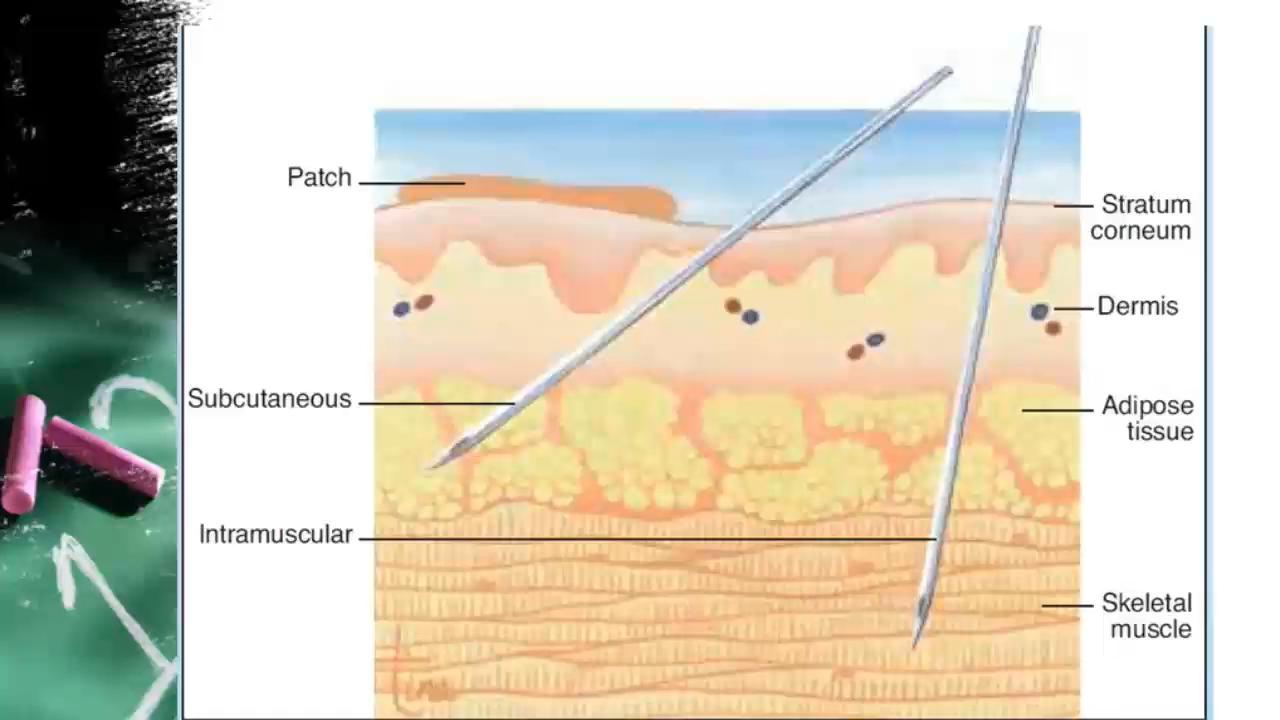 Patch
Stratum
corneum
Dermis
Subcutaneous
Adipose
tissue
Intramuscular
Skeletal
muscle